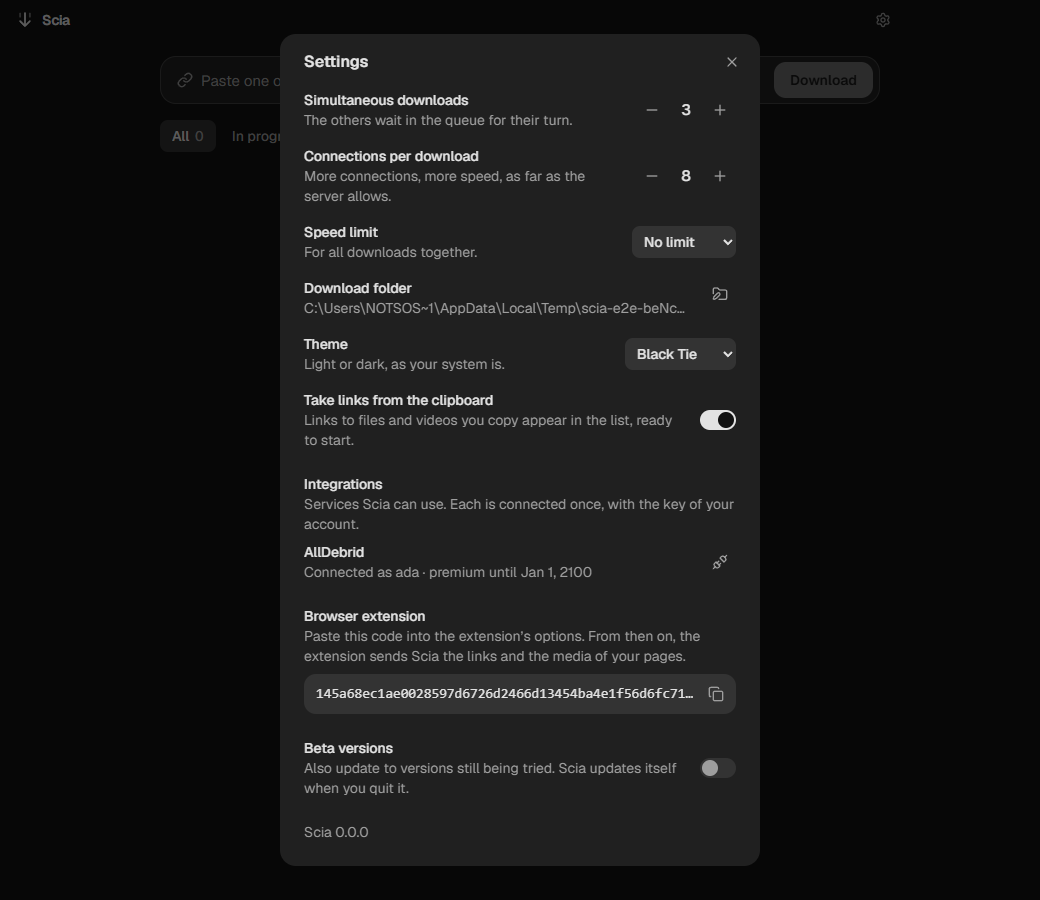 Scia
Settings
Paste one o
Download
All 0
In progr
Simultaneous downloads
The others wait in the queue for their turn.
3
Connections per download
More connections, more speed, as far as the
server allows.
8
Speed limit
For all downloads together.
No limit
Download folder
C:\Users\NOTSOS~1\AppData\Local\Temp\scia-e2e-beNc…
Theme
Light or dark, as your system is.
Black Tie
Take links from the clipboard
Links to files and videos you copy appear in the list, ready
to start.
Integrations
Services Scia can use. Each is connected once, with the key of your
account.
AllDebrid
Connected as ada · premium until Jan 1, 2100
Browser extension
Paste this code into the extension's options. From then on, the
extension sends Scia the links and the media of your pages.
145a68ec1ae0028597d6726d2466d13454ba4e1f56d6fc71…
Beta versions
Also update to versions still being tried. Scia updates itself
when you quit it.
Scia 0.0.0